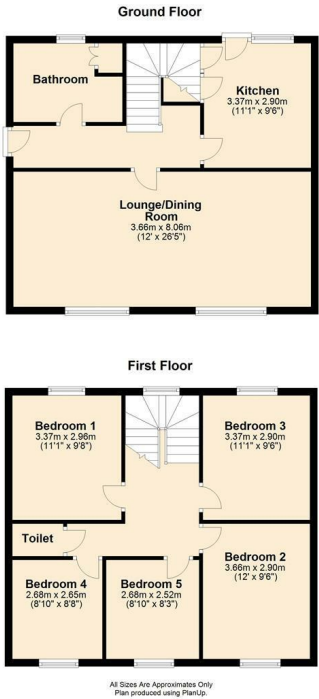 Ground Floor
Bathroom
Kitchen
3.37m x 2.90m
(11'1" x 9'6")
Lounge/Dining
Room
3.66m x 8.06m
(12' x 26'5")
First Floor
Bedroom 1
3.37m x 2.96m
(11'1" x 9'8")
Bedroom 3
3.37m x 2.90m
(11'1" x 9'6")
Toilet
Bedroom 2
3.66m x 2.90m
(12' x 9'6")
Bedroom 4
2.68m x 2.65m
(8'10" x 8'8")
Bedroom 5
2.68m x 2.52m
(8'10" x 8'3")
All Sizes Are Approximates Only
Plan produced using PlanUp.